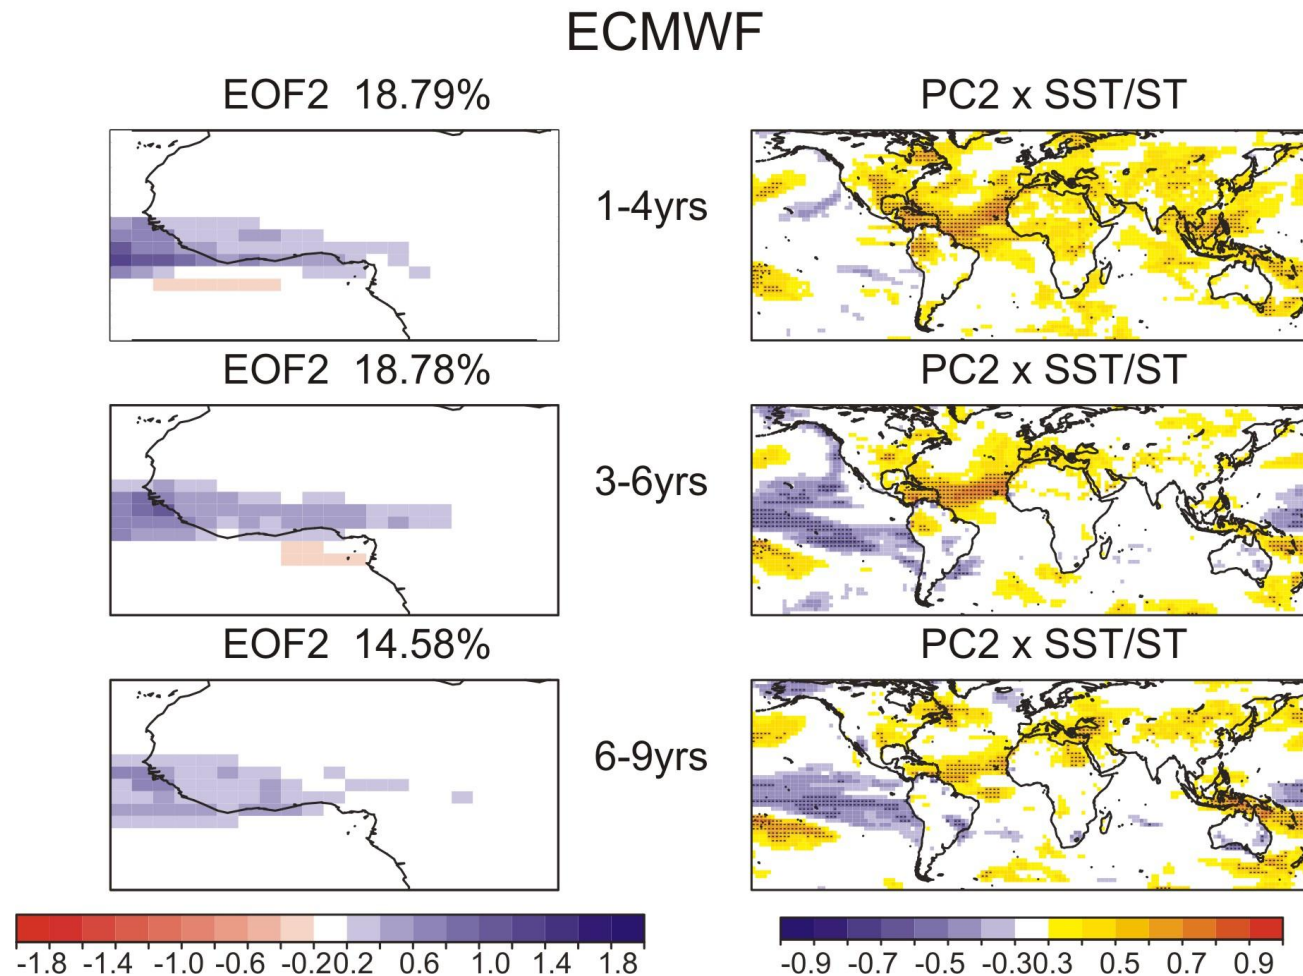 ECMWF
EOF2 18.79%
PC2 x SST/ST
1-4yrs
EOF2 18.78%
PC2 x SST/ST
3-6yrs
EOF2 14.58%
PC2 x SST/ST
6-9yrs
-1.8 -1.4 -1.0 -0.6 -0.20.2 0.6 1.0 1.4 1.8
-0.9 -0.7 -0.5 -0.30.3 0.5 0.7 0.9